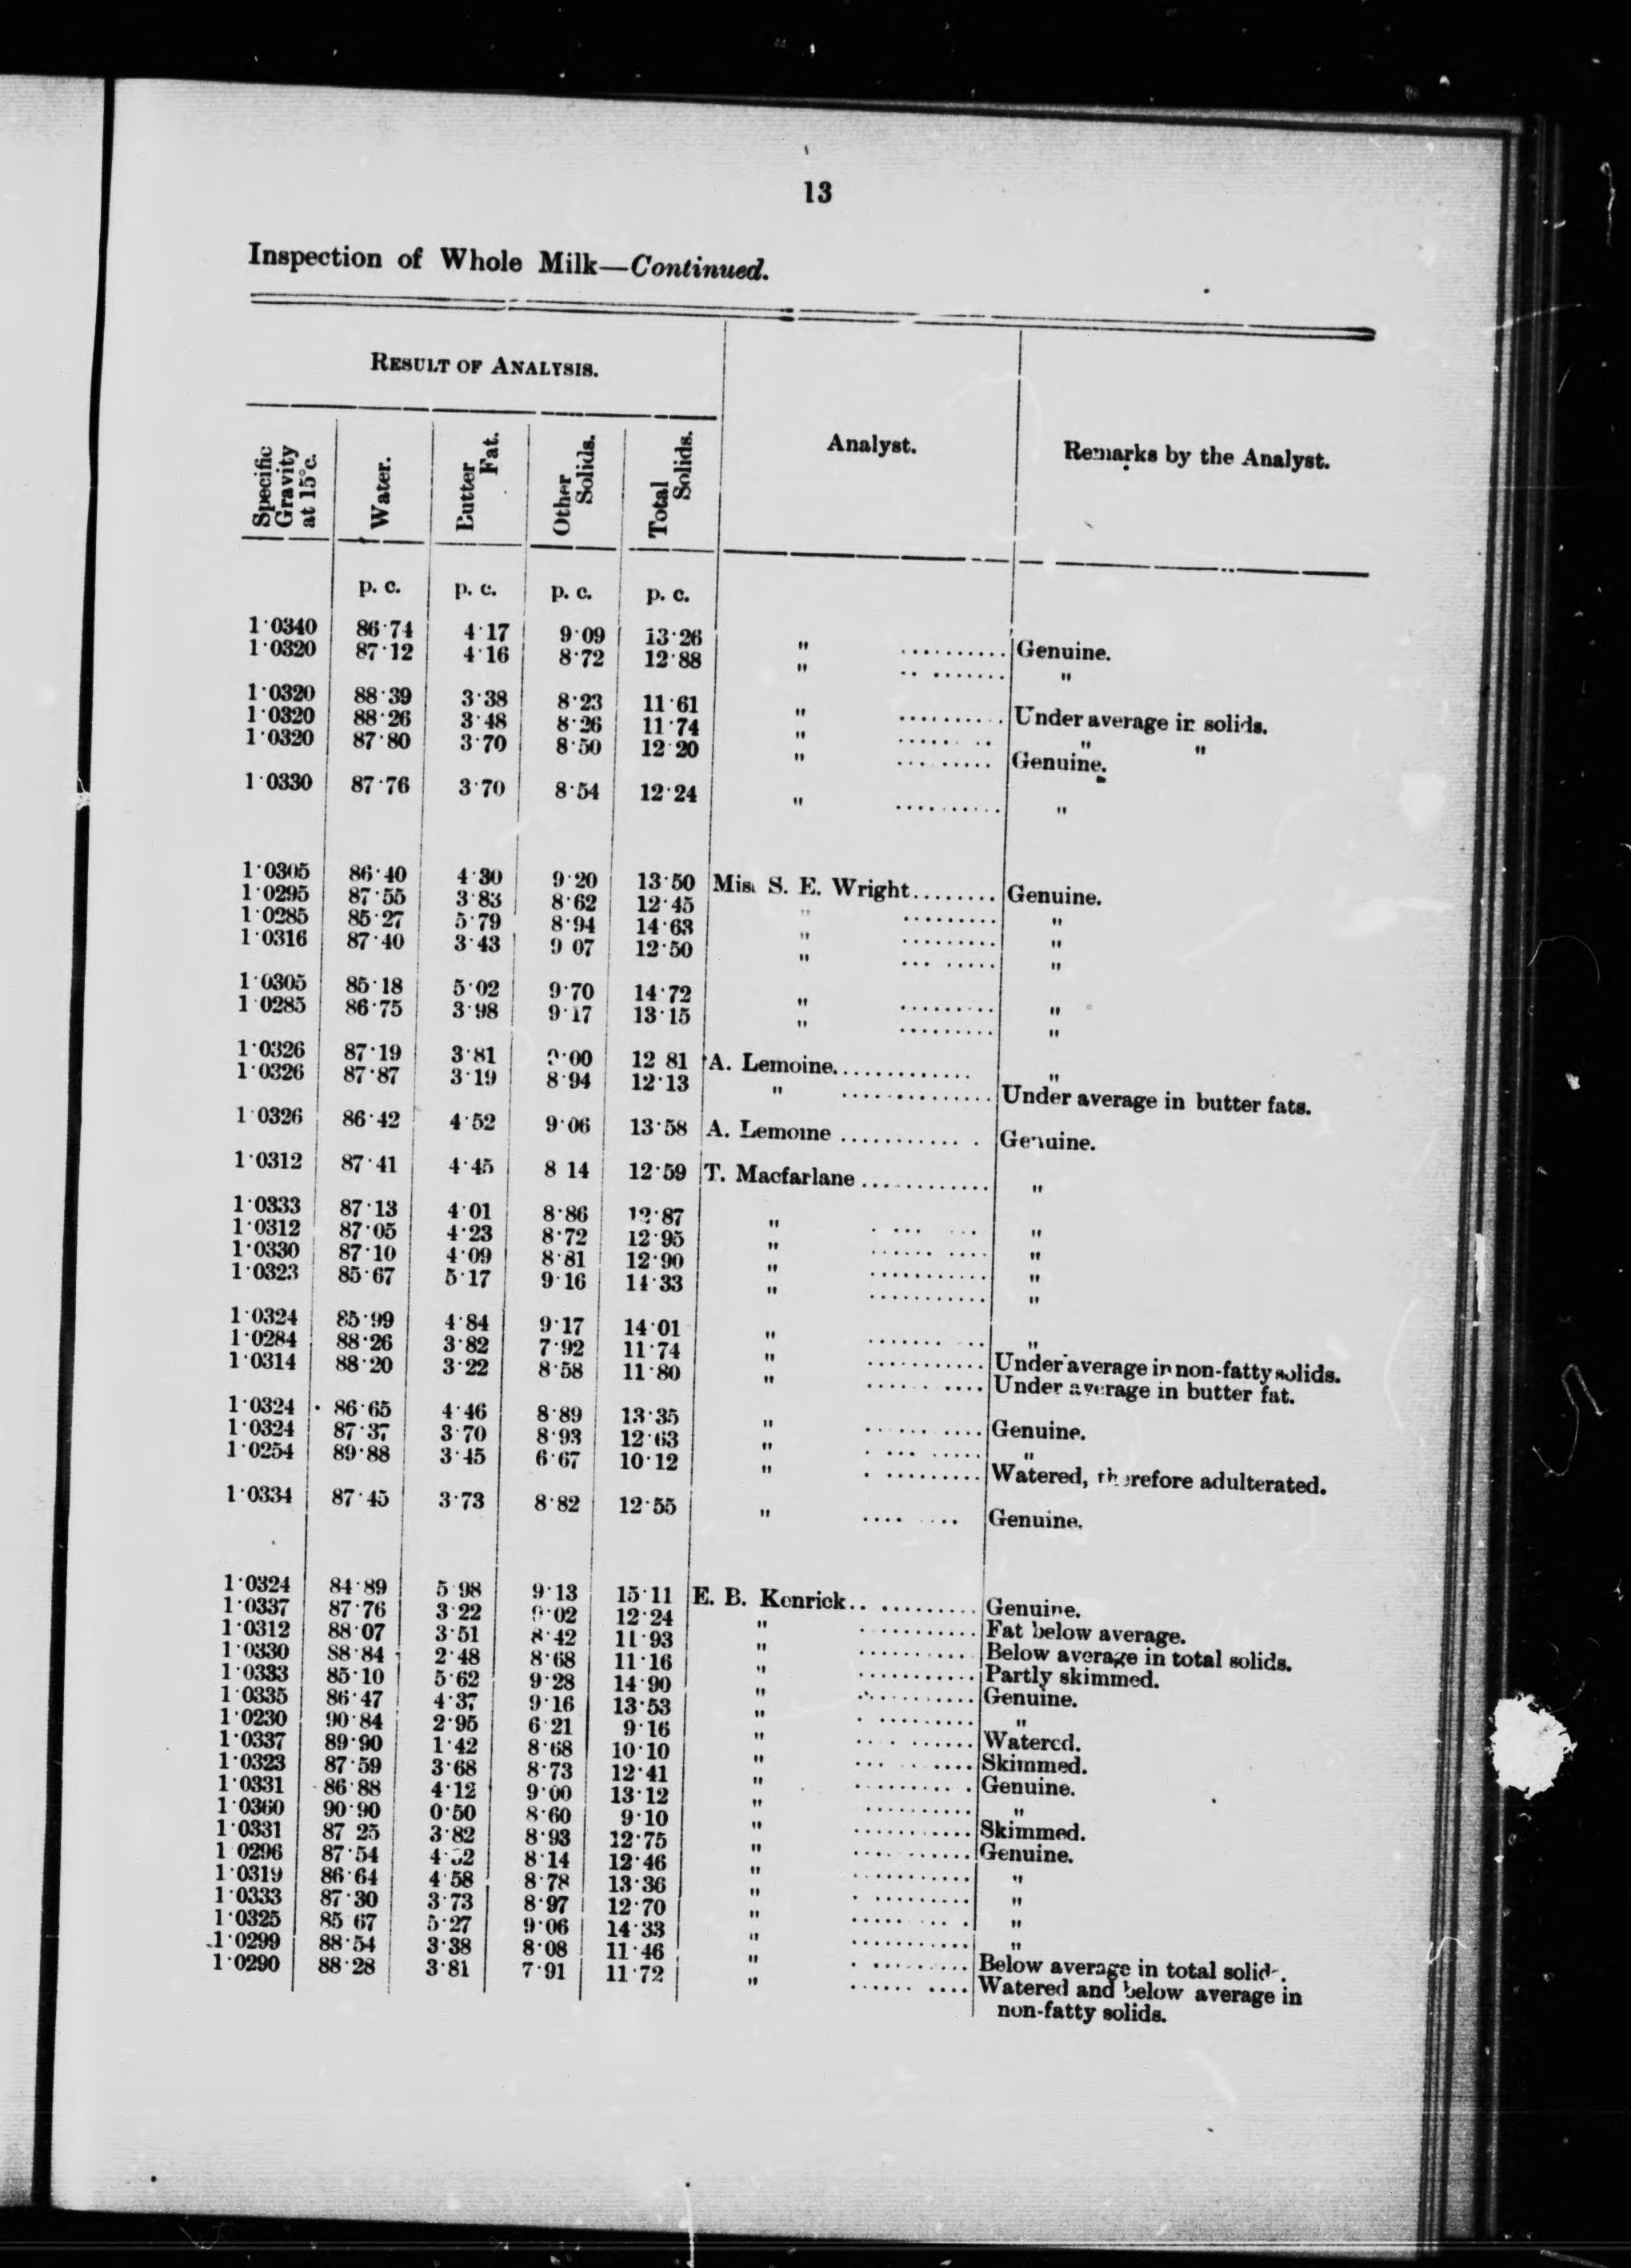 13
Inspection of Whole Milk—Continued.
RESULT OF ANALYSIS.
Specific Gravity at 15°c.
Water.
Butter Fat.
Other Solids.
Total Solids.
Analyst.
Remarks by the Analyst.
p. c. p. c. p. c. p. c.
1·0340 86·74 4·17 9·09 13·26 " .......... Genuine.
1·0320 87·12 4·16 8·72 12·88 " .......... "
1·0320 88·39 3·38 8·23 11·61 " .......... Under average in solids.
1·0320 88·26 3·48 8·26 11·74 " .......... " "
1·0320 87·80 3·70 8·50 12·20 " .......... Genuine.
1·0330 87·76 3·70 8·54 12·24 " .......... "
1·0305 86·40 4·30 9·20 13·50 Miss S. E. Wright........ Genuine.
1·0295 87·55 3·83 8·62 12·45 " ......... "
1·0285 85·27 5·79 8·94 14·63 " ......... "
1·0316 87·40 3·43 9·07 12·50 " ......... "
1·0305 85·18 5·02 9·70 14·72 " ......... "
1·0285 86·75 3·98 9·17 13·15 " ......... "
1·0326 87·19 3·81 9·00 12·81 A. Lemoine............. "
1·0326 87·87 3·19 8·94 12·13 " ............... Under average in butter fats.
1·0326 86·42 4·52 9·06 13·58 A. Lemoine ............ Genuine.
1·0312 87·41 4·45 8·14 12·59 T. Macfarlane ............ "
1·0333 87·13 4·01 8·86 12·87 " .......... "
1·0312 87·05 4·23 8·72 12·95 " .......... "
1·0330 87·10 4·09 8·81 12·90 " ........... "
1·0323 85·67 5·17 9·16 14·33 " ........... "
1·0324 85·99 4·84 9·17 14·01 " .......... "
1·0284 88·26 3·82 7·92 11·74 " ........... Under average in non-fatty solids.
1·0314 88·20 3·22 8·58 11·80 " .......... Under average in butter fat.
1·0324 86·65 4·46 8·89 13·35 " .......... Genuine.
1·0324 87·37 3·70 8·93 12·63 " .......... "
1·0254 89·88 3·45 6·67 10·12 " .......... Watered, therefore adulterated.
1·0334 87·45 3·73 8·82 12·55 " ........ Genuine.
1·0324 84·89 5·98 9·13 15·11 E. B. Kenrick............ Genuine.
1·0337 87·76 3·22 9·02 12·24 " ........... Fat below average.
1·0312 88·07 3·51 8·42 11·93 " ........... Below average in total solids.
1·0330 88·84 2·48 8·68 11·16 " ........... Partly skimmed.
1·0333 85·10 5·62 9·28 14·90 " ........... Genuine.
1·0335 86·47 4·37 9·16 13·53 " .......... "
1·0230 90·84 2·95 6·21 9·16 " .......... Watered.
1·0337 89·90 1·42 8·68 10·10 " .......... Skimmed.
1·0323 87·59 3·68 8·73 12·41 " .......... Genuine.
1·0331 86·88 4·12 9·00 13·12 " .......... "
1·0360 90·90 0·50 8·60 9·10 " ........... Skimmed.
1·0331 87·25 3·82 8·93 12·75 " ........... Genuine.
1·0296 87·54 8·14 12·46 " ........... "
1·0319 86·64 4·58 8·78 13·36 " .......... "
1·0333 87·30 3·73 8·97 12·70 " .......... "
1·0325 85·67 5·27 9·06 14·33 " ........... "
1·0299 88·54 3·38 8·08 11·46 " .......... Below average in total solids.
1·0290 88·28 3·81 7·91 11·72 " .......... Watered and below average in
non-fatty solids.